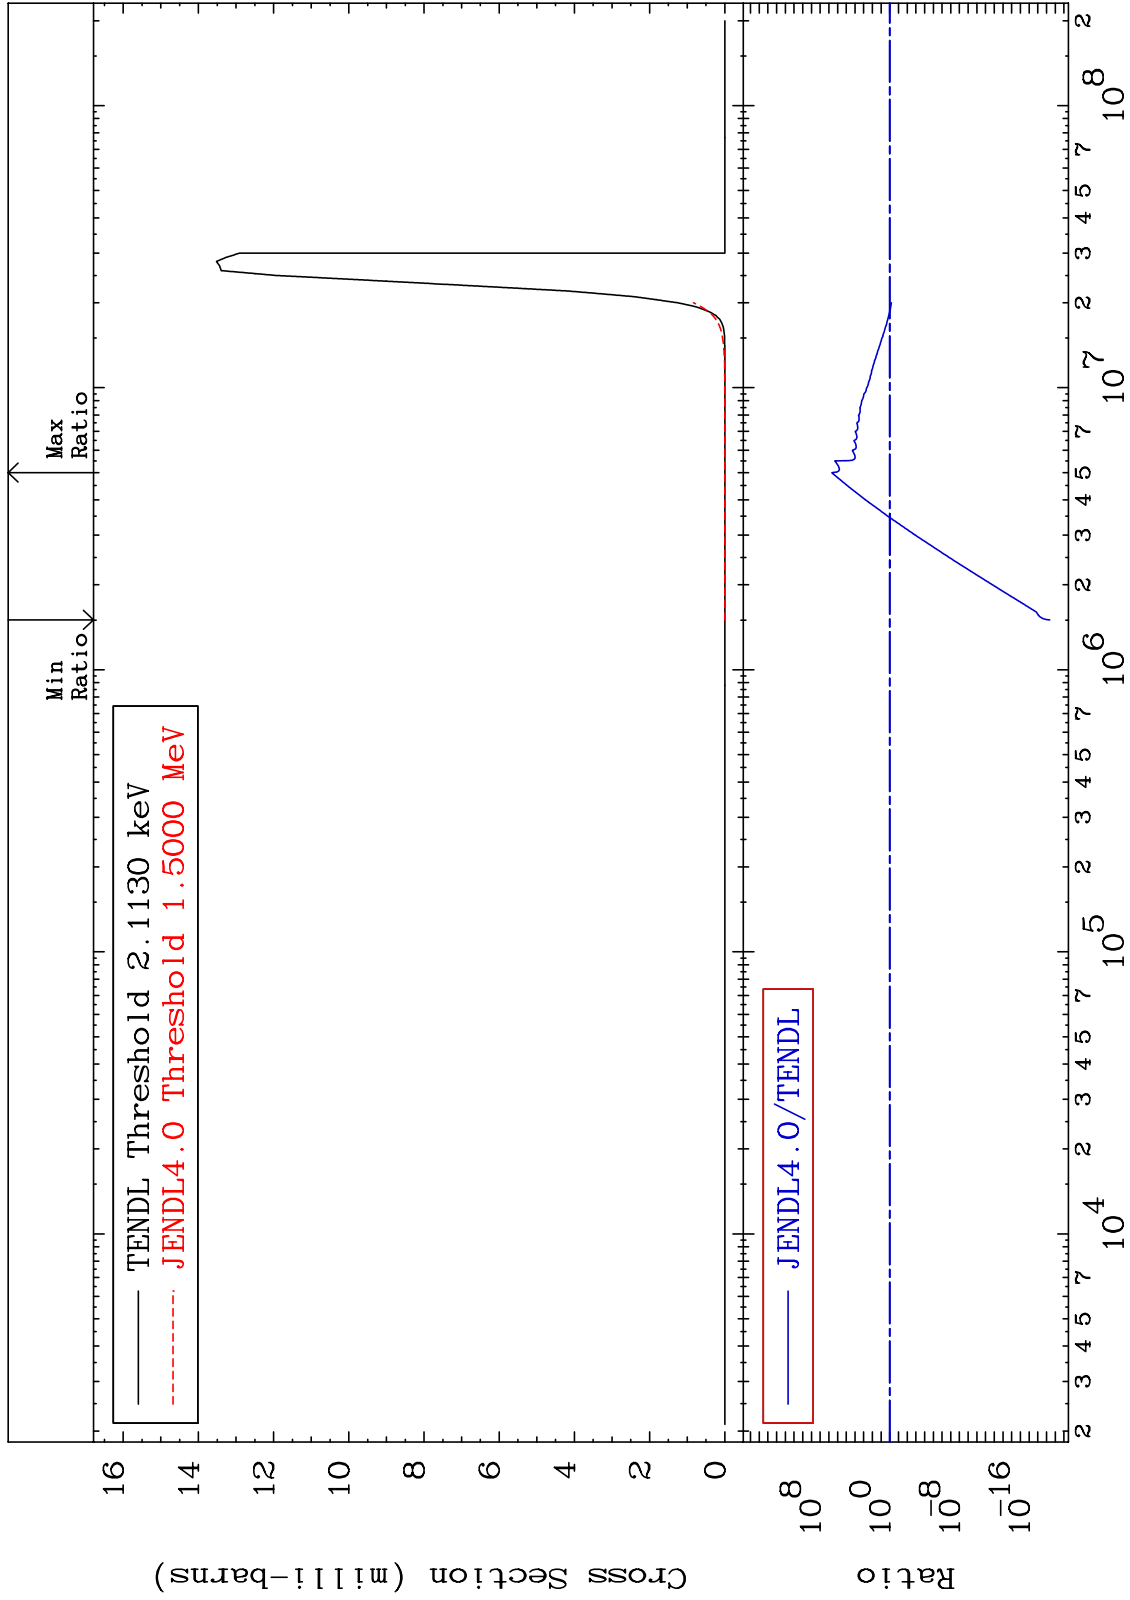 Min
Ratio
Max
Ratio
TENDL Threshold 2.1130 keV
JENDL4.0 Threshold 1.5000 MeV
Cross Section (milli-barns)
16
14
12
10
8
6
4
2
0
JENDL4.0/TENDL
Ratio
10^8
10^0
10^-8
10^-16
2 3 4 5 7 10^4 2 3 4 5 7 10^5 2 3 4 5 7 10^6 2 3 4 5 7 10^7 2 3 4 5 7 10^8 2